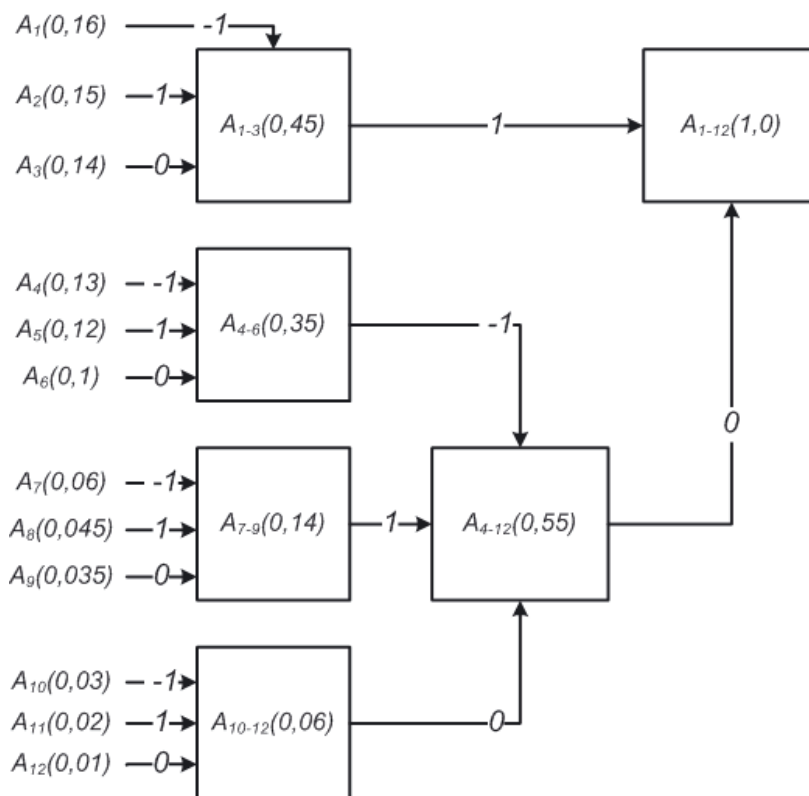 A₁(0,16) -1
A₂(0,15) 1
A₃(0,14) 0
A₁₋₃(0,45)
1
A₁₋₁₂(1,0)
A₄(0,13) -1
A₅(0,12) 1
A₆(0,1) 0
A₄₋₆(0,35)
-1
0
A₇(0,06) -1
A₈(0,045) 1
A₉(0,035) 0
A₇₋₉(0,14)
1
A₄₋₁₂(0,55)
A₁₀(0,03) -1
A₁₁(0,02) 1
A₁₂(0,01) 0
A₁₀₋₁₂(0,06)
0